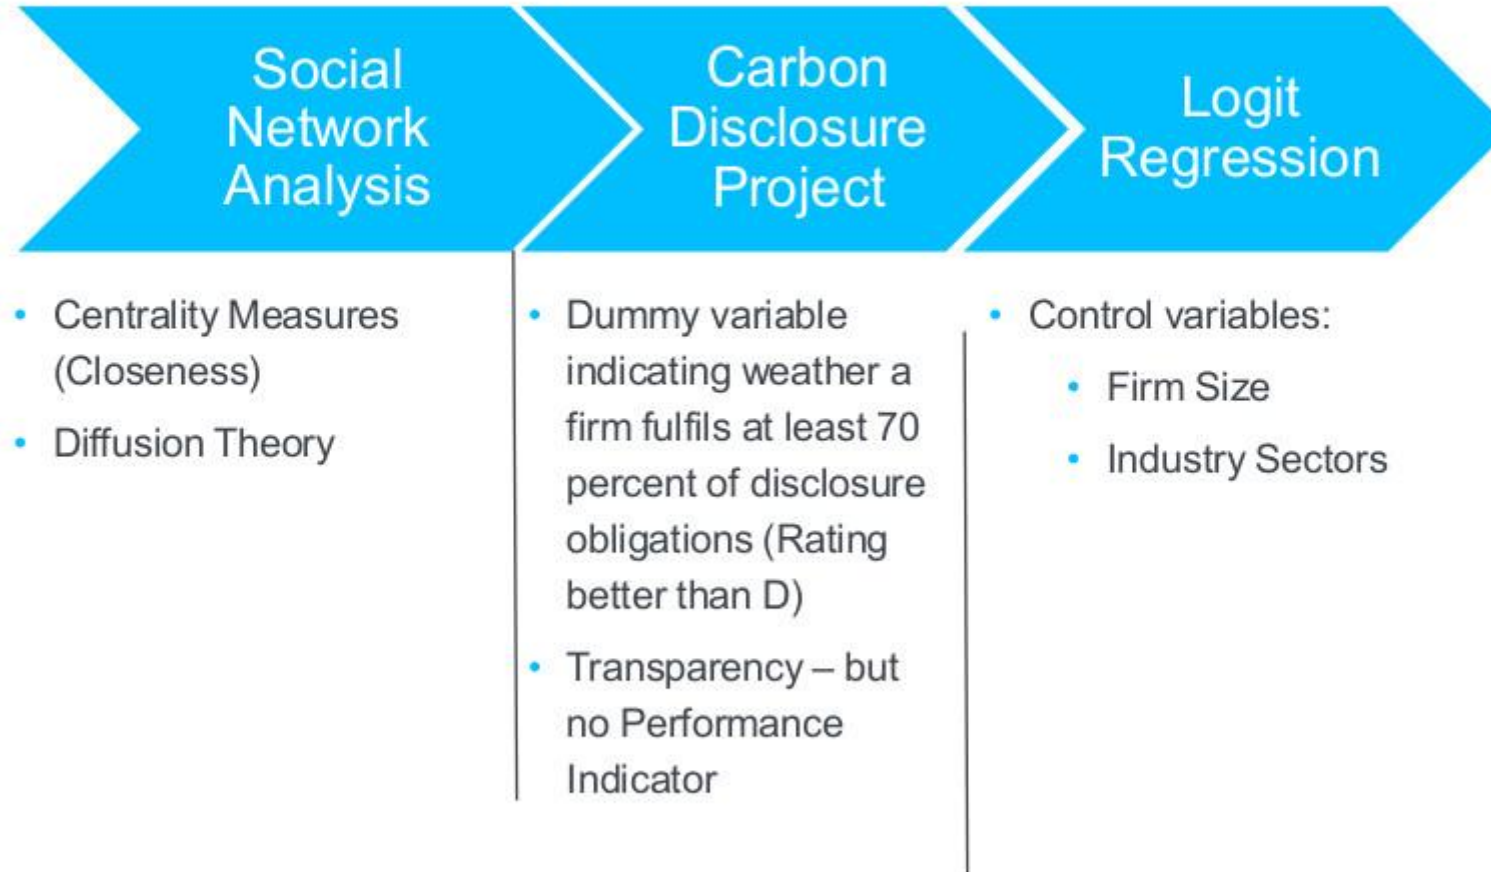 Social
Network
Analysis
Carbon
Disclosure
Project
Logit
Regression
• Centrality Measures
(Closeness)
• Diffusion Theory
• Dummy variable
indicating weather a
firm fulfils at least 70
percent of disclosure
obligations (Rating
better than D)
• Transparency – but
no Performance
Indicator
• Control variables:
• Firm Size
• Industry Sectors